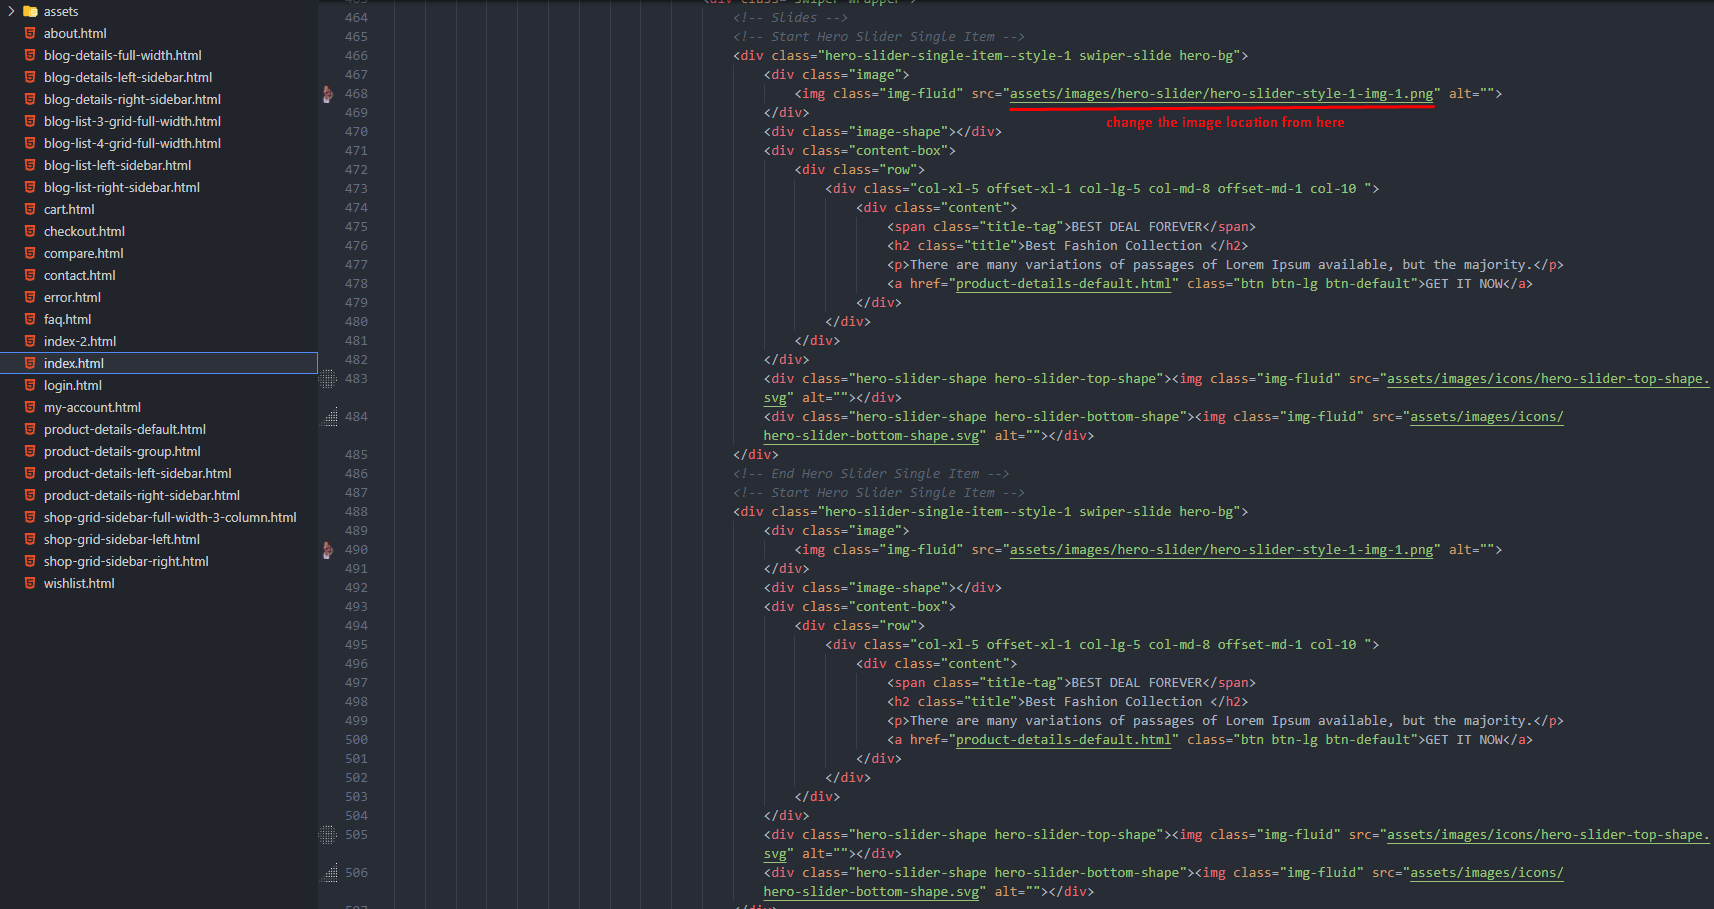 assets
about.html
blog-details-full-width.html
blog-details-left-sidebar.html
blog-details-right-sidebar.html
blog-list-3-grid-full-width.html
blog-list-4-grid-full-width.html
blog-list-left-sidebar.html
blog-list-right-sidebar.html
cart.html
checkout.html
compare.html
contact.html
error.html
faq.html
index-2.html
index.html
login.html
my-account.html
product-details-default.html
product-details-group.html
product-details-left-sidebar.html
product-details-right-sidebar.html
shop-grid-sidebar-full-width-3-column.html
shop-grid-sidebar-left.html
shop-grid-sidebar-right.html
wishlist.html
463 <div class="swiper-wrapper">
464 <!-- Slides -->
465 <!-- Start Hero Slider Single Item -->
466 <div class="hero-slider-single-item--style-1 swiper-slide hero-bg">
467 <div class="image">
468 <img class="img-fluid" src="assets/images/hero-slider/hero-slider-style-1-img-1.png" alt="">
469 </div>
change the image location from here
470 <div class="image-shape"></div>
471 <div class="content-box">
472 <div class="row">
473 <div class="col-xl-5 offset-xl-1 col-lg-5 col-md-8 offset-md-1 col-10 ">
474 <div class="content">
475 <span class="title-tag">BEST DEAL FOREVER</span>
476 <h2 class="title">Best Fashion Collection </h2>
477 <p>There are many variations of passages of Lorem Ipsum available, but the majority.</p>
478 <a href="product-details-default.html" class="btn btn-lg btn-default">GET IT NOW</a>
479 </div>
480 </div>
481 </div>
482 </div>
483 <div class="hero-slider-shape hero-slider-top-shape"><img class="img-fluid" src="assets/images/icons/hero-slider-top-shape.
svg" alt=""></div>
484 <div class="hero-slider-shape hero-slider-bottom-shape"><img class="img-fluid" src="assets/images/icons/
hero-slider-bottom-shape.svg" alt=""></div>
485 </div>
486 <!-- End Hero Slider Single Item -->
487 <!-- Start Hero Slider Single Item -->
488 <div class="hero-slider-single-item--style-1 swiper-slide hero-bg">
489 <div class="image">
490 <img class="img-fluid" src="assets/images/hero-slider/hero-slider-style-1-img-1.png" alt="">
491 </div>
492 <div class="image-shape"></div>
493 <div class="content-box">
494 <div class="row">
495 <div class="col-xl-5 offset-xl-1 col-lg-5 col-md-8 offset-md-1 col-10 ">
496 <div class="content">
497 <span class="title-tag">BEST DEAL FOREVER</span>
498 <h2 class="title">Best Fashion Collection </h2>
499 <p>There are many variations of passages of Lorem Ipsum available, but the majority.</p>
500 <a href="product-details-default.html" class="btn btn-lg btn-default">GET IT NOW</a>
501 </div>
502 </div>
503 </div>
504 </div>
505 <div class="hero-slider-shape hero-slider-top-shape"><img class="img-fluid" src="assets/images/icons/hero-slider-top-shape.
svg" alt=""></div>
506 <div class="hero-slider-shape hero-slider-bottom-shape"><img class="img-fluid" src="assets/images/icons/
hero-slider-bottom-shape.svg" alt=""></div>
507 </div>